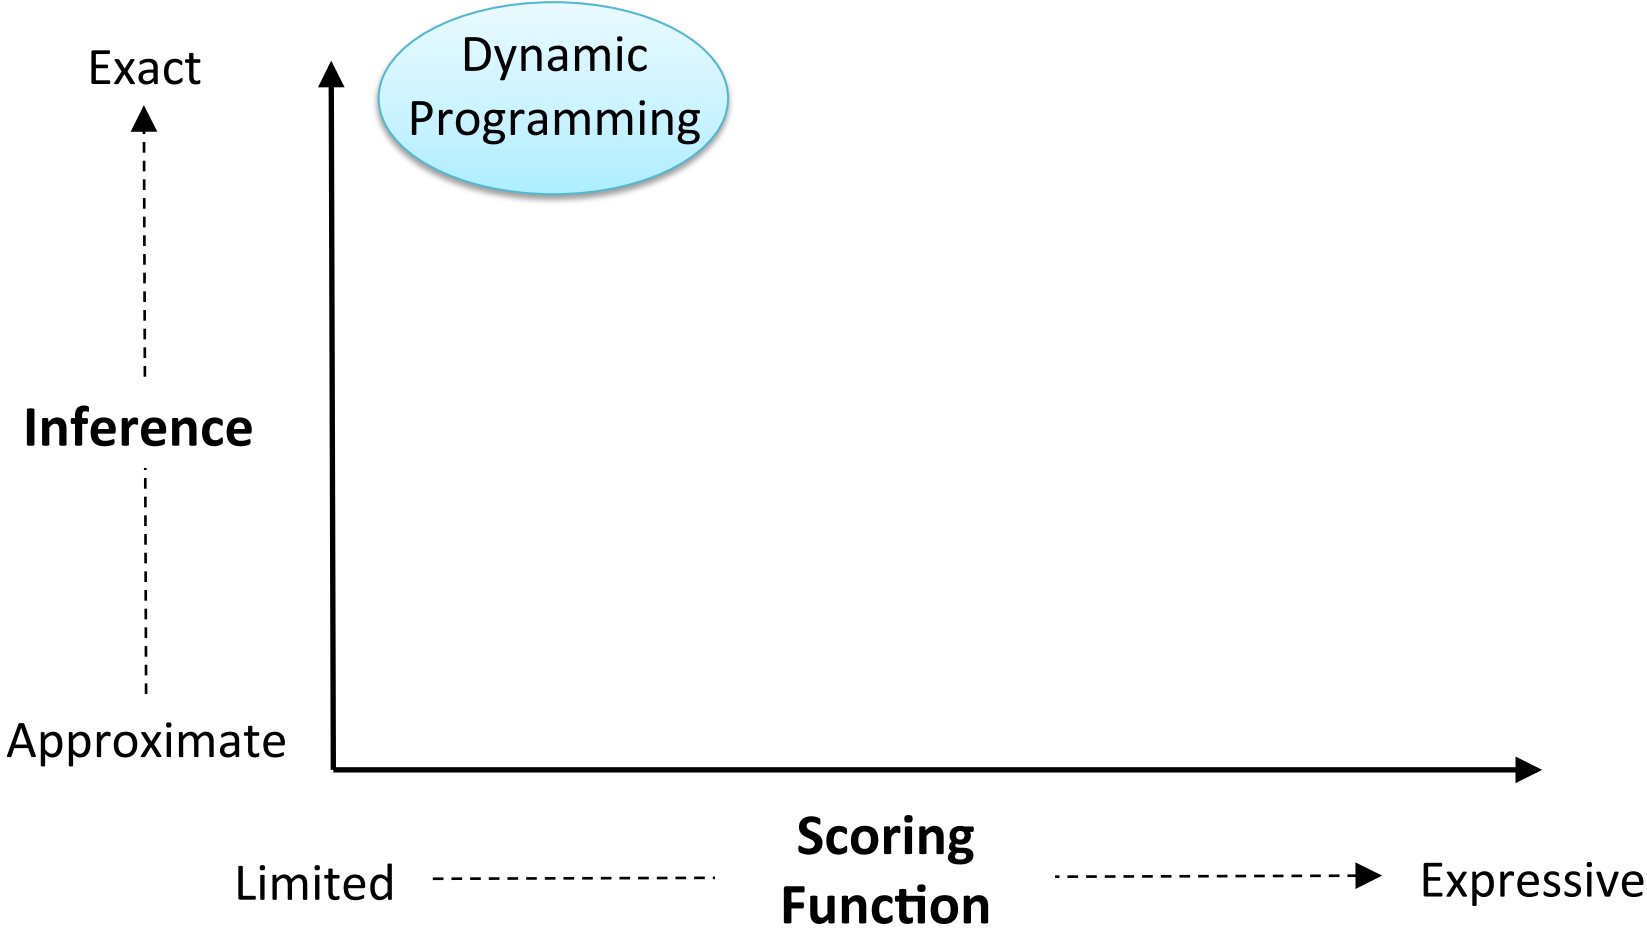 Exact
Dynamic
Programming
Inference
Approximate
Scoring
Function
Limited
Expressive